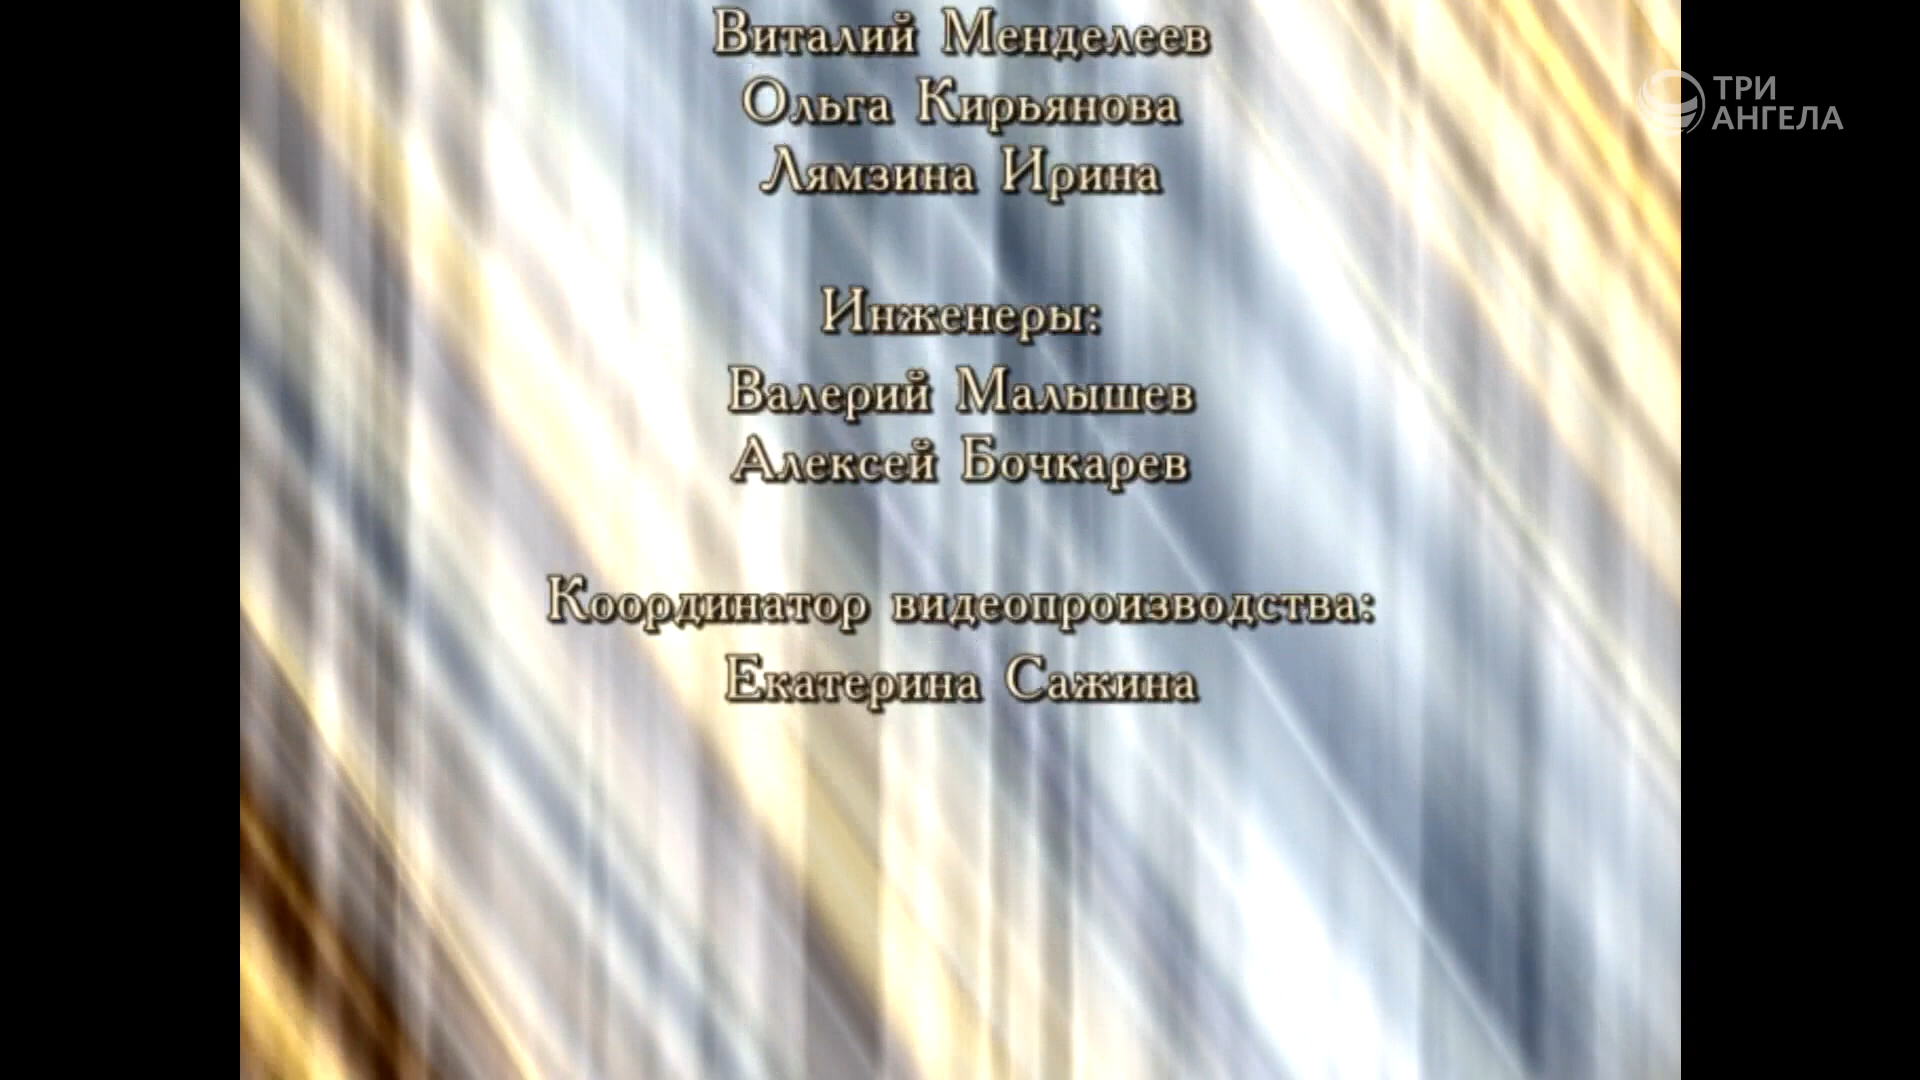 Виталий Менделеев
Ольга Кирьянова
Лямзина Ирина
Инженеры:
Валерий Малышев
Алексей Бочкарев
Координатор видеопроизводства:
Екатерина Сажина
ТРИ
АНГЕЛА